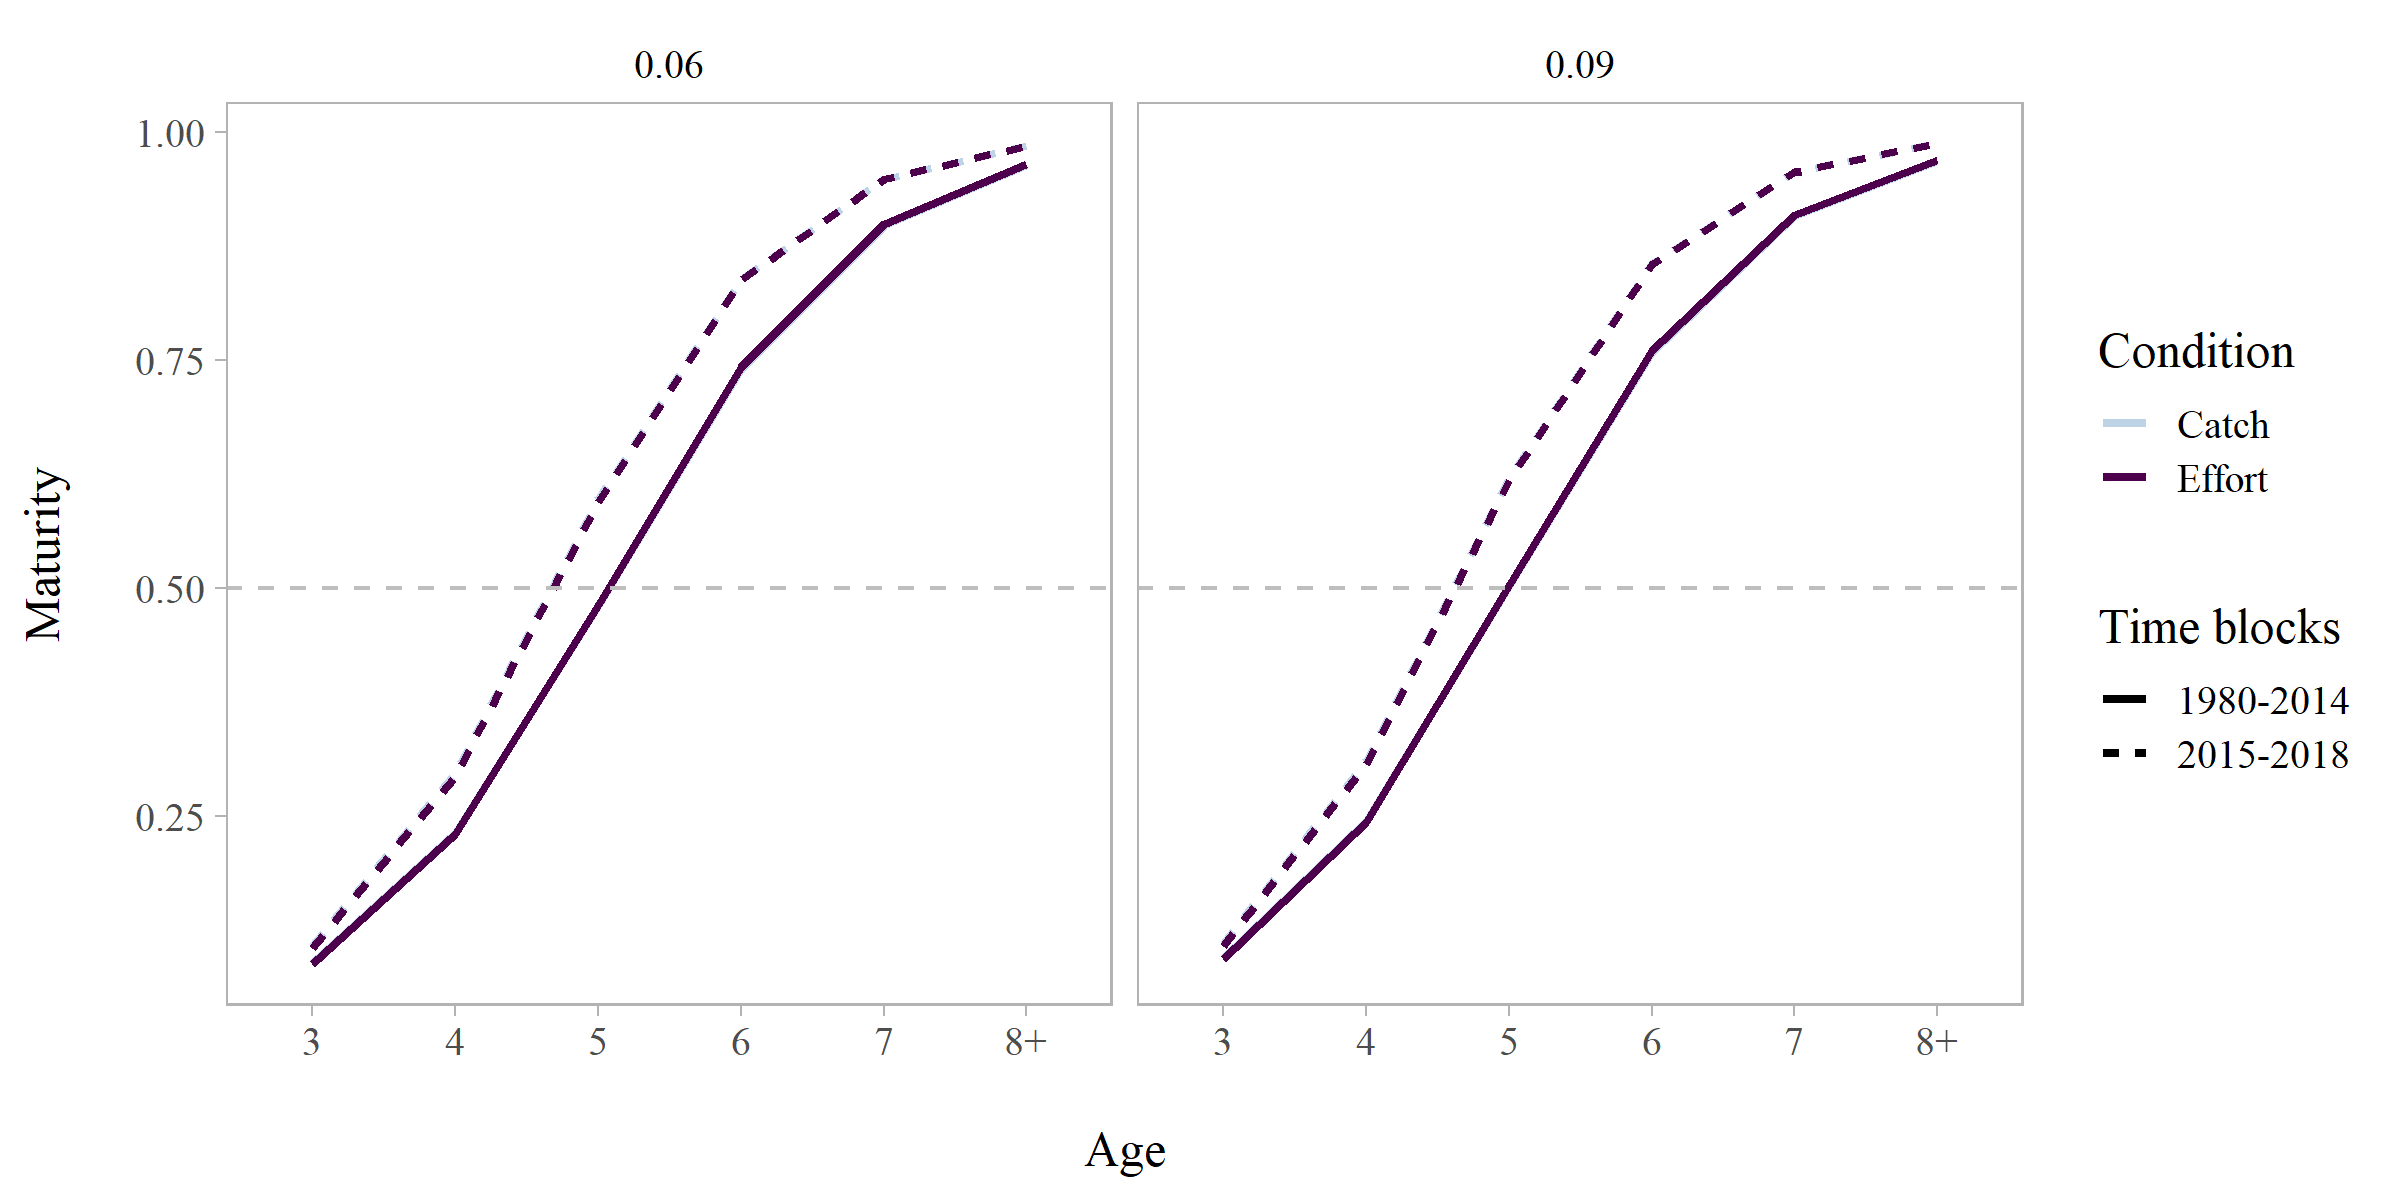 0.06
0.09
1.00
0.75
0.50
0.25
Maturity
3 4 5 6 7 8+
3 4 5 6 7 8+
Age
Condition
Catch
Effort
Time blocks
1980-2014
2015-2018